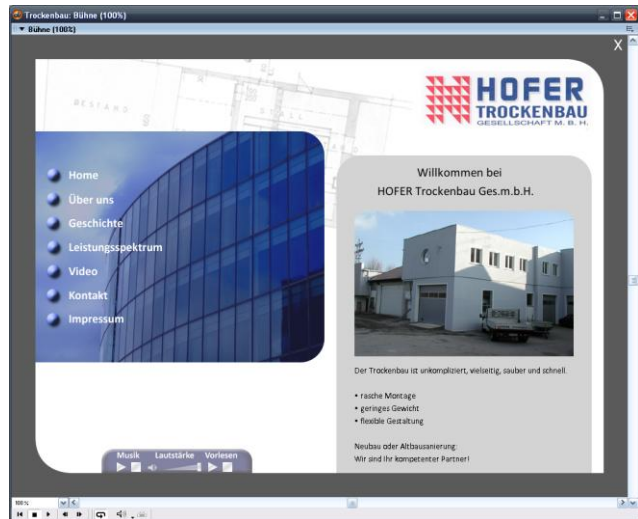 Trockenbau: Bühne (100%)
▼ Bühne (100%)
X
BESTAND
STALL
HOFER
TROCKENBAU
GESELLSCHAFT M. B. H.
Home
Über uns
Geschichte
Leistungsspektrum
Video
Kontakt
Impressum
Willkommen bei
HOFER Trockenbau Ges.m.b.H.
Der Trockenbau ist unkompliziert, vielseitig, sauber und schnell.
• rasche Montage
• geringes Gewicht
• flexible Gestaltung
Neubau oder Altbausanierung:
Wir sind Ihr kompetenter Partner!
Musik Lautstärke Vorlesen
100%